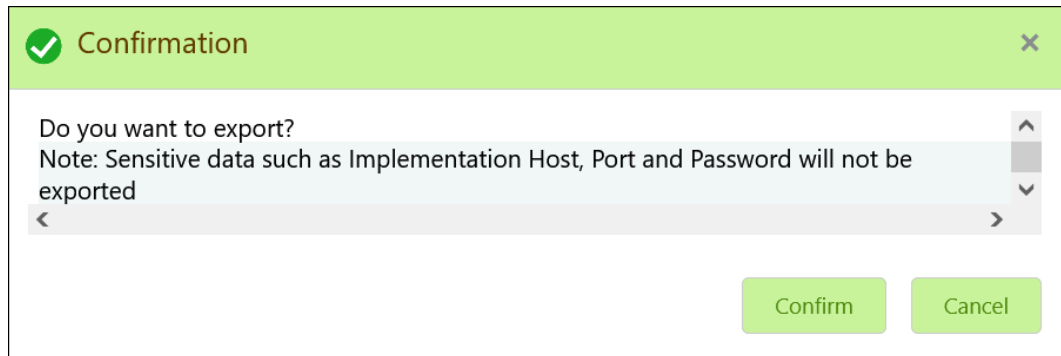 Confirmation
Do you want to export?
Note: Sensitive data such as Implementation Host, Port and Password will not be
exported
Confirm
Cancel